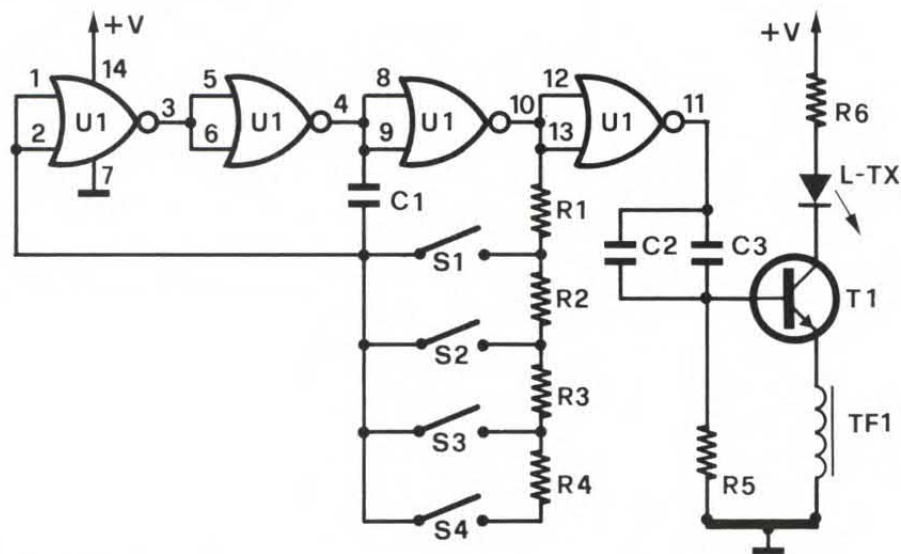 +V
+V
14
1
2
U1
3
7
5
6
U1
4
8
9
U1
10
12
13
U1
11
R6
L-TX
C1
R1
C2
C3
T1
S1
R2
S2
R3
TF1
S3
R4
R5
S4